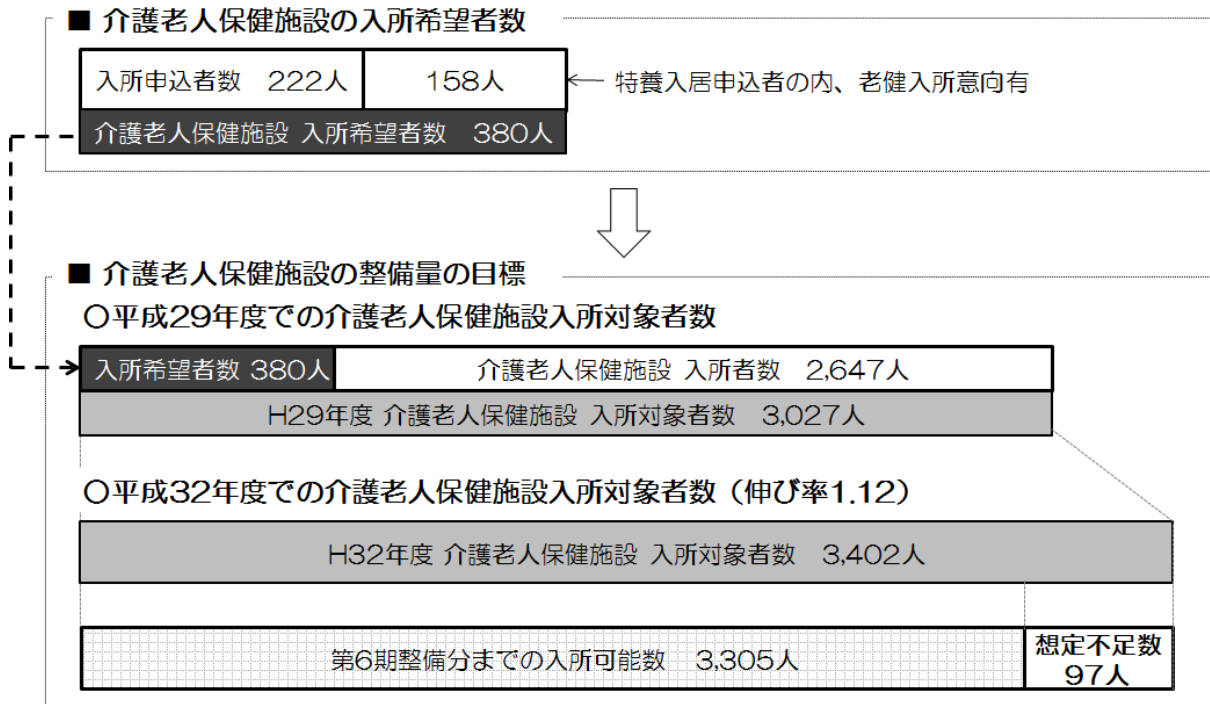 ■ 介護老人保健施設の入所希望者数
入所申込者数 222人
158人
特養入居申込者の内、老健入所意向有
介護老人保健施設 入所希望者数 380人
■ 介護老人保健施設の整備量の目標
〇平成29年度での介護老人保健施設入所対象者数
入所希望者数 380人
介護老人保健施設 入所者数 2,647人
H29年度 介護老人保健施設 入所対象者数 3,027人
〇平成32年度での介護老人保健施設入所対象者数（伸び率1.12）
H32年度 介護老人保健施設 入所対象者数 3,402人
第6期整備分までの入所可能数 3,305人
想定不足数
97人